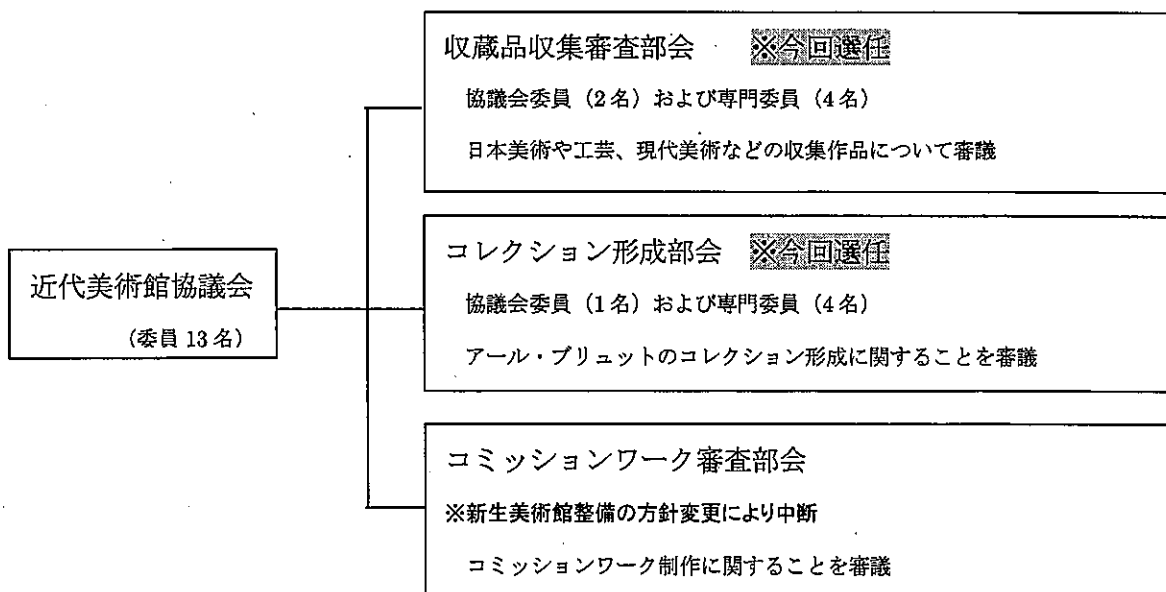 近代美術館協議会
(委員 13 名)
収蔵品収集審査部会 ※今回選任
協議会委員(2名)および専門委員(4名)
日本美術や工芸、現代美術などの収集作品について審議
コレクション形成部会 ※今回選任
協議会委員(1名)および専門委員(4名)
アール・ブリュットのコレクション形成に関することを審議
コミッションワーク審査部会
※新生美術館整備の方針変更により中断
コミッションワーク制作に関することを審議